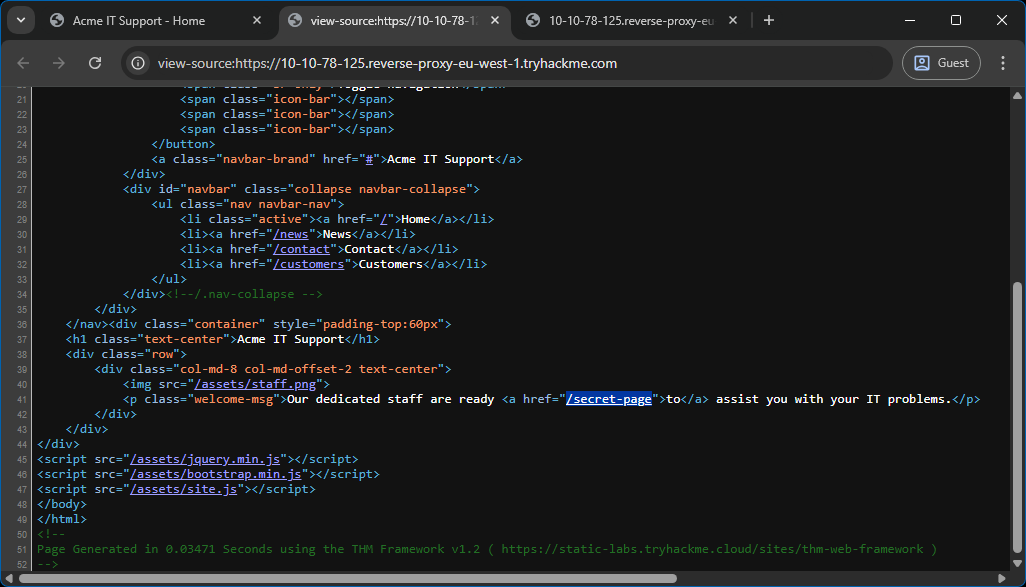 Acme IT Support - Home
view-source:https://10-10-78-1
10-10-78-125.reverse-proxy-eu
view-source:https://10-10-78-125.reverse-proxy-eu-west-1.tryhackme.com
Guest
21 <span class="icon-bar"></span>
22 <span class="icon-bar"></span>
23 <span class="icon-bar"></span>
24 </button>
25 <a class="navbar-brand" href="#">Acme IT Support</a>
26 </div>
27 <div id="navbar" class="collapse navbar-collapse">
28 <ul class="nav navbar-nav">
29 <li class="active"><a href="/">Home</a></li>
30 <li><a href="/news">News</a></li>
31 <li><a href="/contact">Contact</a></li>
32 <li><a href="/customers">Customers</a></li>
33 </ul>
34 </div><!--/.nav-collapse -->
35 </div>
36 </nav><div class="container" style="padding-top:60px">
37 <h1 class="text-center">Acme IT Support</h1>
38 <div class="row">
39 <div class="col-md-8 col-md-offset-2 text-center">
40 <img src="/assets/staff.png">
41 <p class="welcome-msg">Our dedicated staff are ready <a href="/secret-page">to</a> assist you with your IT problems.</p>
42 </div>
43 </div>
44 </div>
45 <script src="/assets/jquery.min.js"></script>
46 <script src="/assets/bootstrap.min.js"></script>
47 <script src="/assets/site.js"></script>
48 </body>
49 </html>
50 <!--
51 Page Generated in 0.03471 Seconds using the THM Framework v1.2 ( https://static-labs.tryhackme.cloud/sites/thm-web-framework )
52 -->